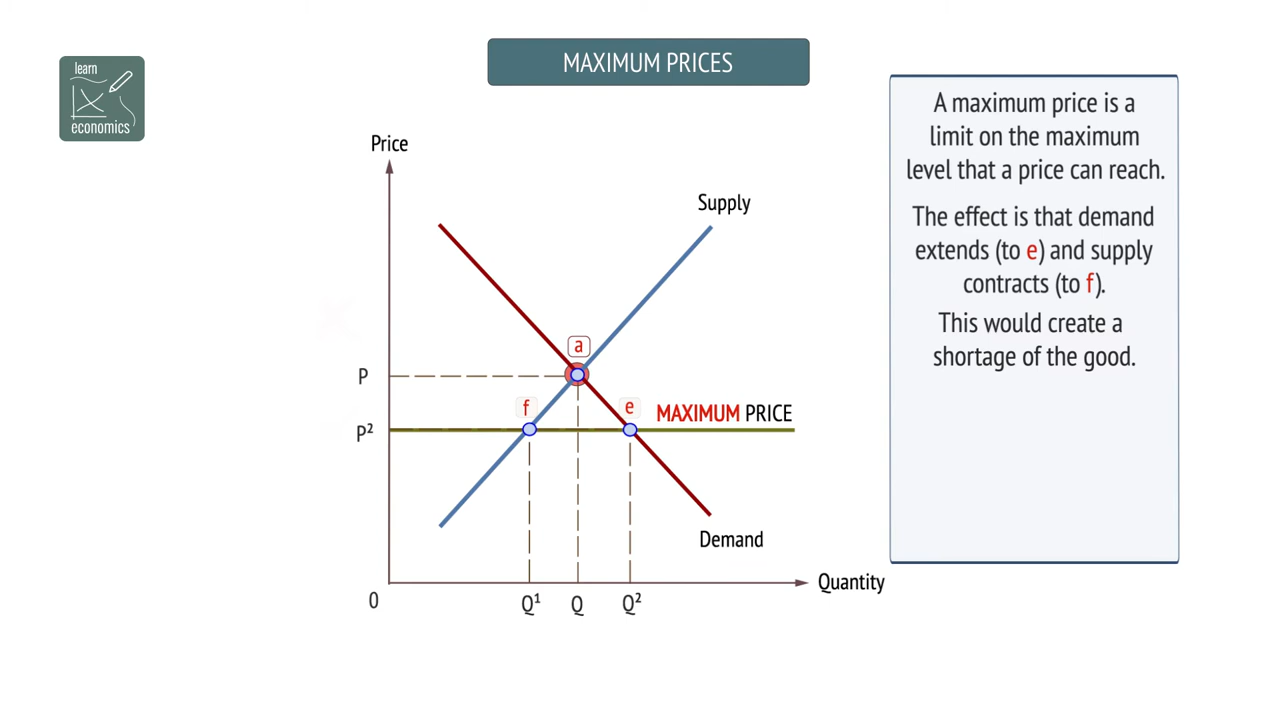 learn
economics
MAXIMUM PRICES
A maximum price is a
limit on the maximum
level that a price can reach.
The effect is that demand
extends (to e) and supply
contracts (to f).
This would create a
shortage of the good.
Price
Supply
a
P
f
e
MAXIMUM PRICE
P²
Demand
Quantity
0
Q¹
Q
Q²